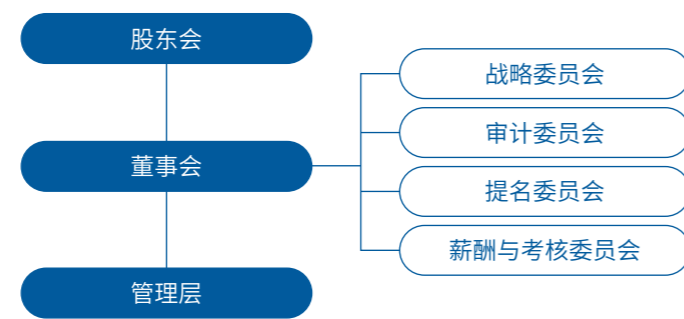 股东会
董事会
管理层
战略委员会
审计委员会
提名委员会
薪酬与考核委员会